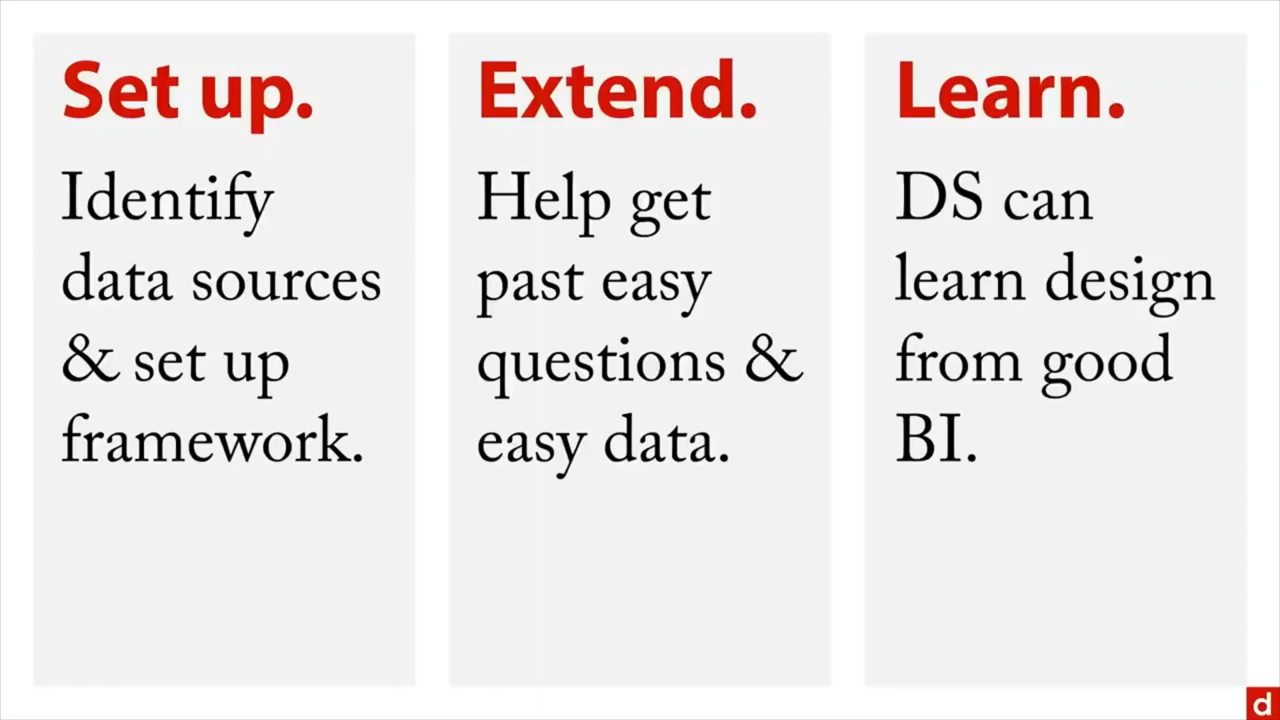 Set up.
Identify
data sources
& set up
framework.
Extend.
Help get
past easy
questions &
easy data.
Learn.
DS can
learn design
from good
BI.
d